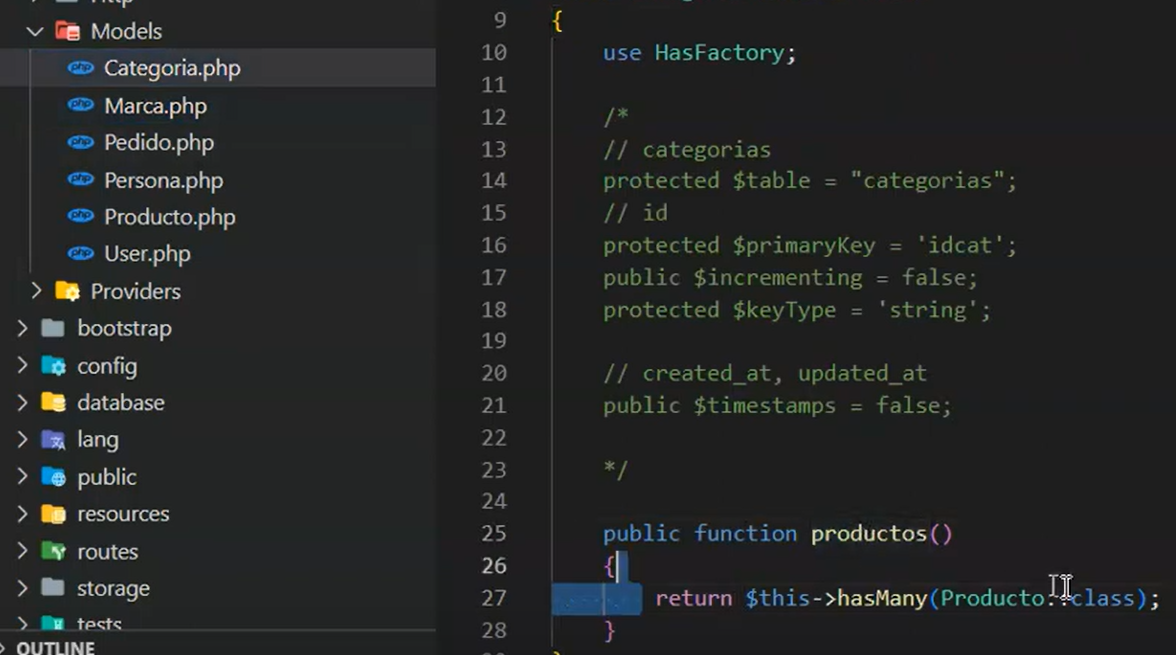 Http
Models
Categoria.php
Marca.php
Pedido.php
Persona.php
Producto.php
User.php
Providers
bootstrap
config
database
lang
public
resources
routes
storage
tests
OUTLINE
9 {
10 use HasFactory;
11
12 /*
13 // categorias
14 protected $table = "categorias";
15 // id
16 protected $primaryKey = 'idcat';
17 public $incrementing = false;
18 protected $keyType = 'string';
19
20 // created_at, updated_at
21 public $timestamps = false;
22
23 */
24
25 public function productos()
26 {
27 return $this->hasMany(Producto::class);
28 }